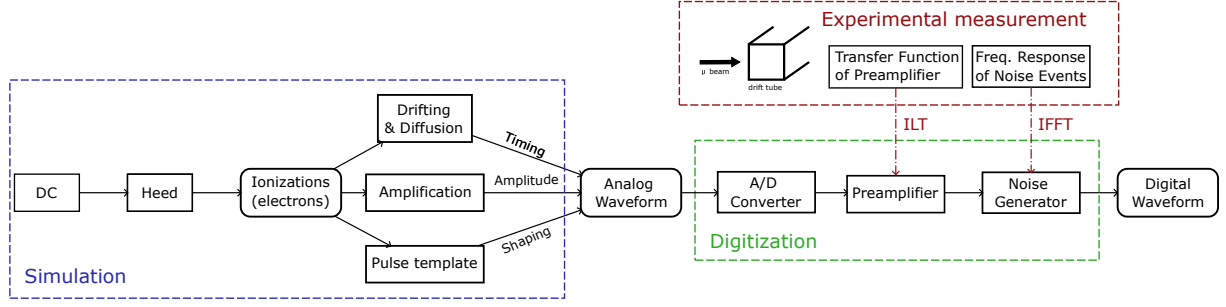 Experimental measurement
μ beam
drift tube
Transfer Function
of Preamplifier
Freq. Response
of Noise Events
ILT
IFFT
DC
Heed
Ionizations
(electrons)
Drifting
& Diffusion
Amplification
Pulse template
Timing
Amplitude
Shaping
Simulation
Analog
Waveform
A/D
Converter
Preamplifier
Noise
Generator
Digitization
Digital
Waveform